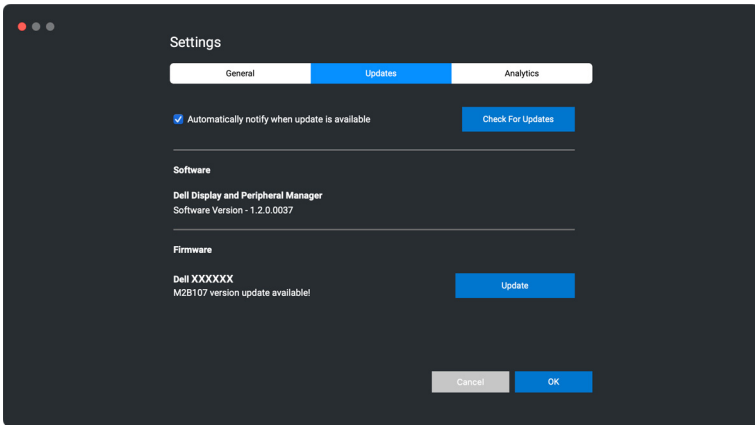 Settings
General
Updates
Analytics
Automatically notify when update is available
Check For Updates
Software
Dell Display and Peripheral Manager
Software Version - 1.2.0.0037
Firmware
Dell XXXXXX
M2B107 version update available!
Update
Cancel
OK